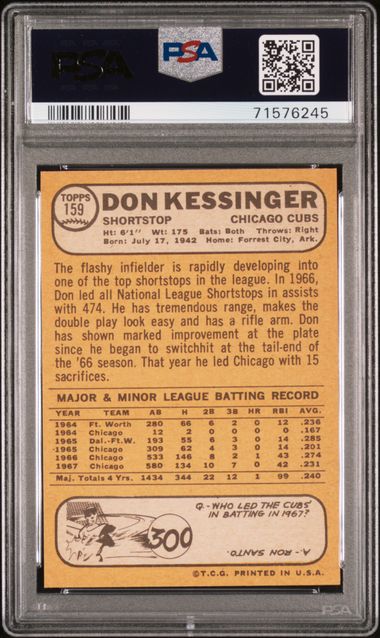 PSA
PSA
71576245
TOPPS
159
DON KESSINGER
SHORTSTOP CHICAGO CUBS
Ht: 6'1" Wt: 175 Bats: Both Throws: Right
Born: July 17, 1942 Home: Forrest City, Ark.
The flashy infielder is rapidly developing into
one of the top shortstops in the league. In 1966,
Don led all National League Shortstops in assists
with 474. He has tremendous range, makes the
double play look easy and has a rifle arm. Don
has shown marked improvement at the plate
since he began to switchhit at the tail-end of
the '66 season. That year he led Chicago with 15
sacrifices.
MAJOR & MINOR LEAGUE BATTING RECORD
YEAR TEAM AB H 2B 3B HR RBI AVG.
1964 Ft. Worth 280 66 6 2 0 12 .236
1964 Chicago 12 2 0 0 0 0 .167
1965 Dal.-Ft.W. 193 55 6 3 0 14 .285
1965 Chicago 309 62 4 3 0 14 .201
1966 Chicago 533 146 8 2 1 43 .274
1967 Chicago 580 134 10 7 0 42 .231
Maj. Totals 4 Yrs. 1434 344 22 12 1 99 .240
Q.- WHO LED THE CUBS'
IN BATTING IN 1967?
300
A.- RON SANTO.
©T.C.G. PRINTED IN U.S.A.
PSA